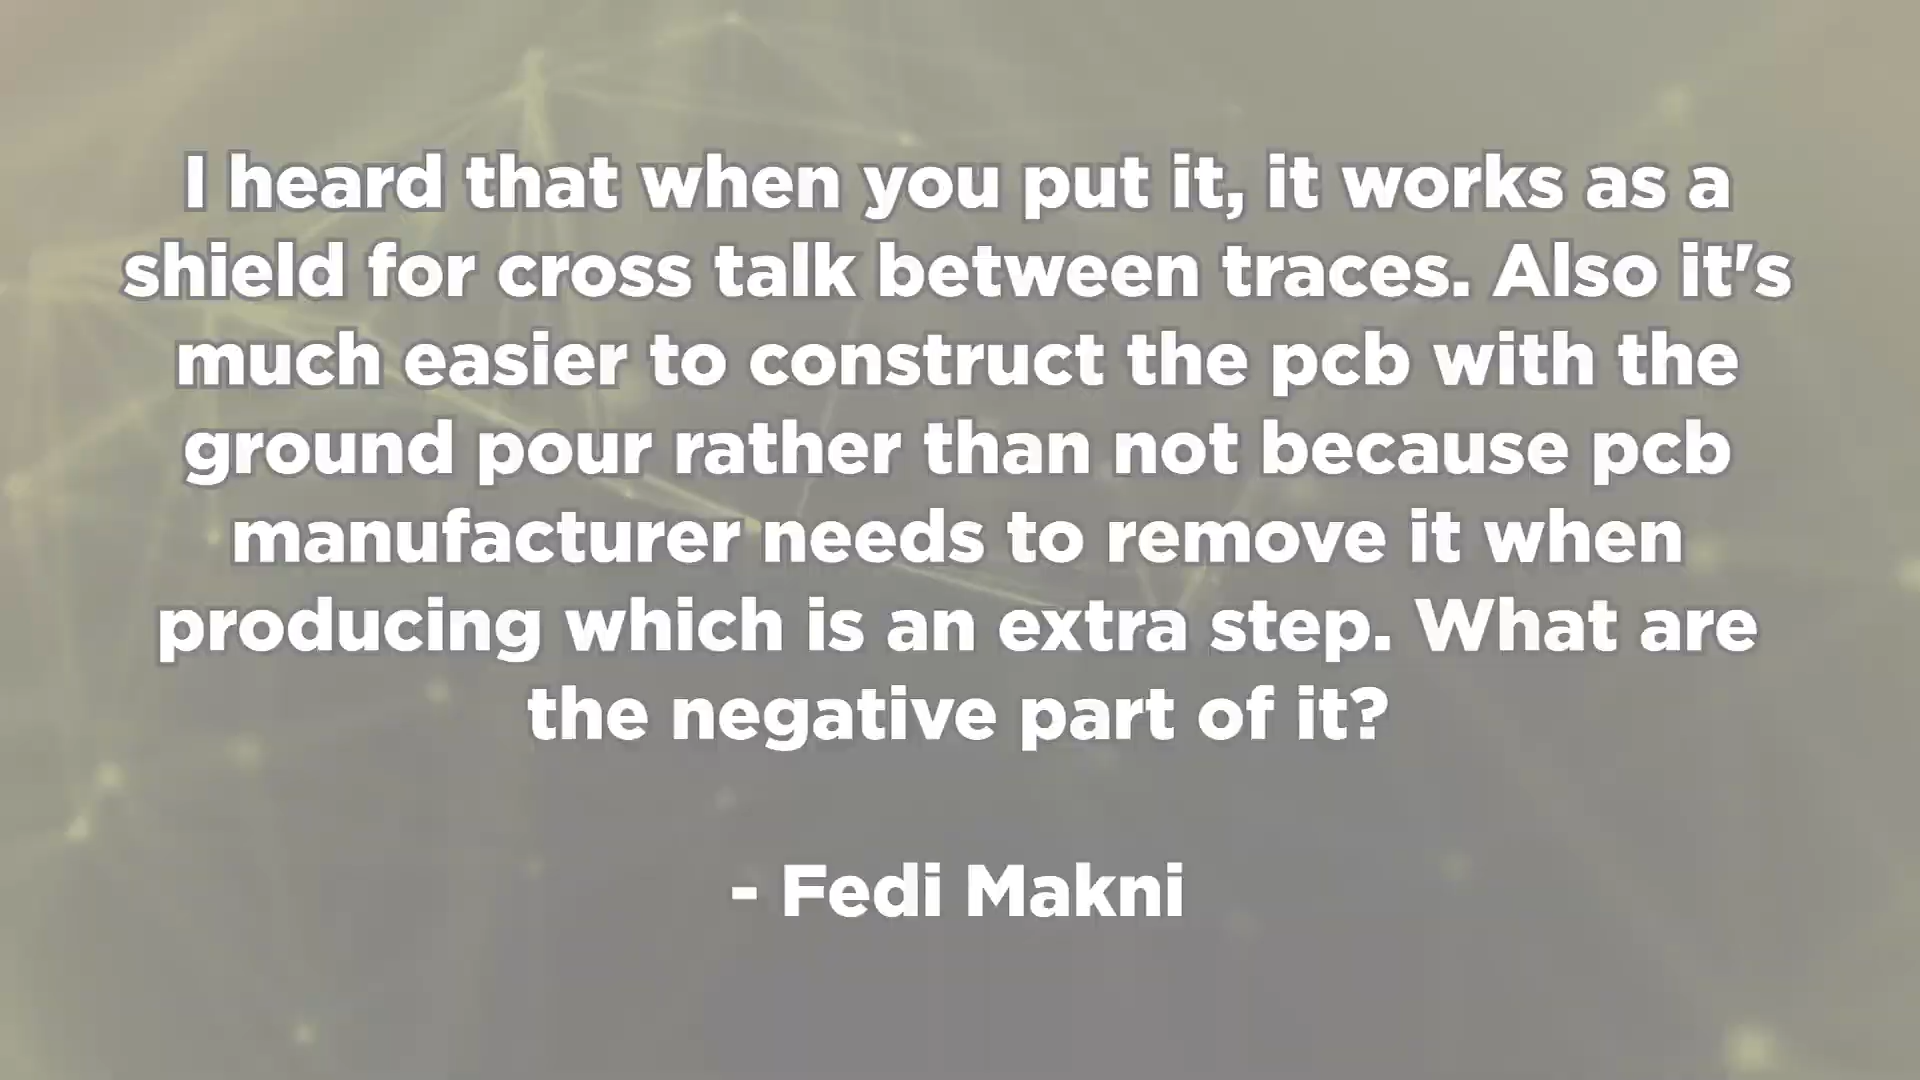 I heard that when you put it, it works as a
shield for cross talk between traces. Also it's
much easier to construct the pcb with the
ground pour rather than not because pcb
manufacturer needs to remove it when
producing which is an extra step. What are
the negative part of it?
- Fedi Makni